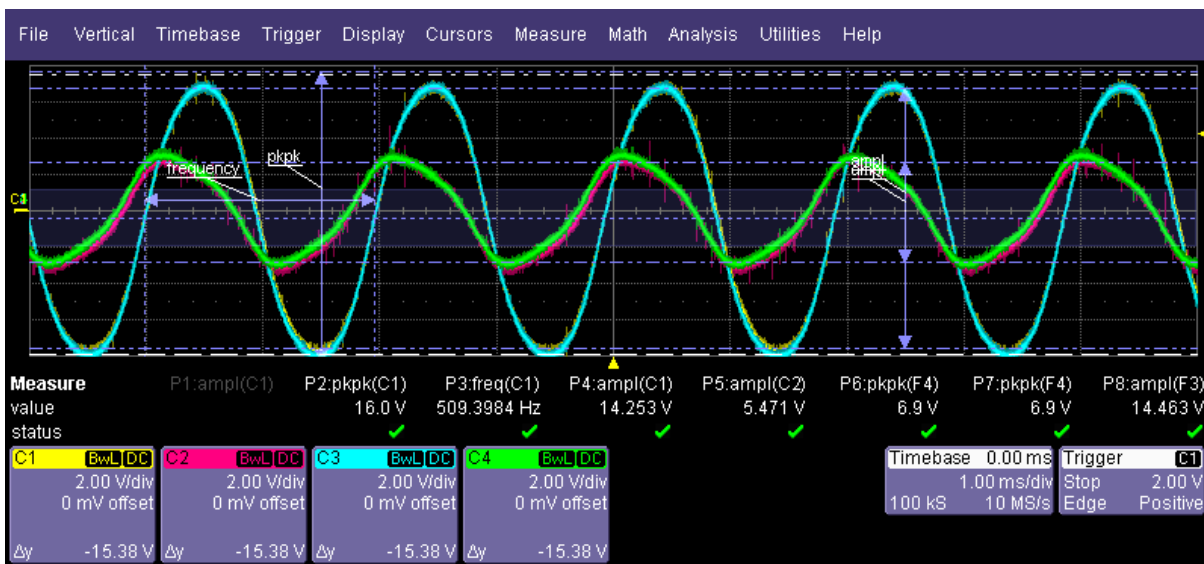 File Vertical Timebase Trigger Display Cursors Measure Math Analysis Utilities Help
pkpk
frequency
ampl
ampl
Measure P1:ampl(C1) P2:pkpk(C1) P3:freq(C1) P4:ampl(C1) P5:ampl(C2) P6:pkpk(F4) P7:pkpk(F4) P8:ampl(F3)
value 16.0 V 509.3984 Hz 14.253 V 5.471 V 6.9 V 6.9 V 14.463 V
status
C1 BwL DC C2 BwL DC C3 BwL DC C4 BwL DC Timebase 0.00 ms Trigger C1
2.00 V/div 2.00 V/div 2.00 V/div 2.00 V/div 1.00 ms/div Stop 2.00 V
0 mV offset 0 mV offset 0 mV offset 0 mV offset 100 kS 10 MS/s Edge Positive
Δy -15.38 V Δy -15.38 V Δy -15.38 V Δy -15.38 V